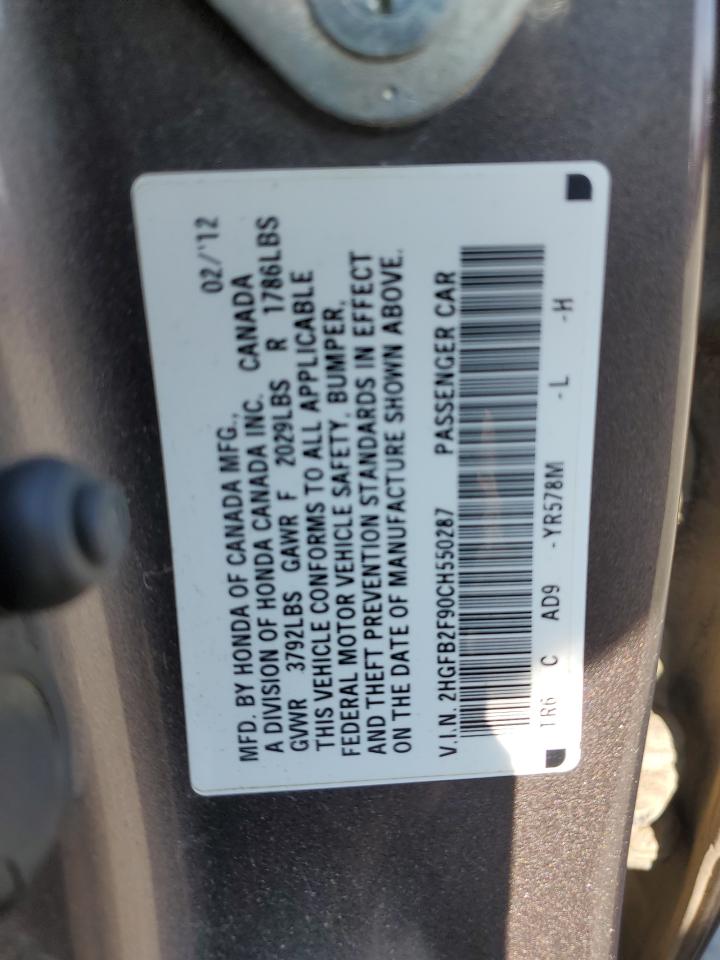 MFD. BY HONDA OF CANADA MFG., 02/'12
A DIVISION OF HONDA CANADA INC. CANADA
GVWR 3792LBS GAWR F 2029LBS R 1786LBS
THIS VEHICLE CONFORMS TO ALL APPLICABLE
FEDERAL MOTOR VEHICLE SAFETY, BUMPER,
AND THEFT PREVENTION STANDARDS IN EFFECT
ON THE DATE OF MANUFACTURE SHOWN ABOVE.
V.I.N. 2HGFB2F90CH550287 PASSENGER CAR
TR6 C AD9 -YR578M -L -H